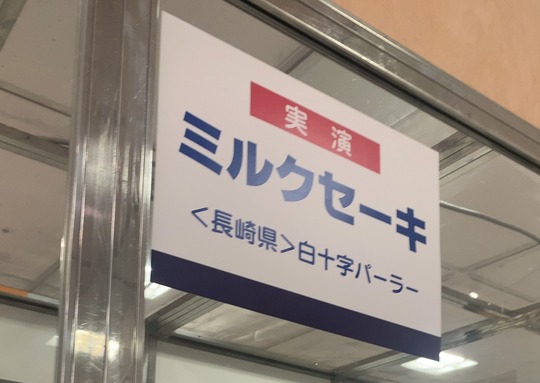 実演
ミルクセーキ
＜長崎県＞白十字パーラー